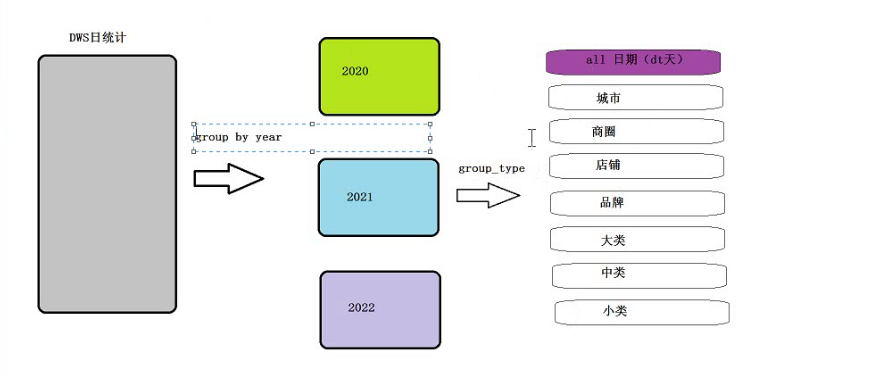 DWS日统计
2020
group by year
2021
2022
group_type
all 日期（dt天）
城市
商圈
店铺
品牌
大类
中类
小类